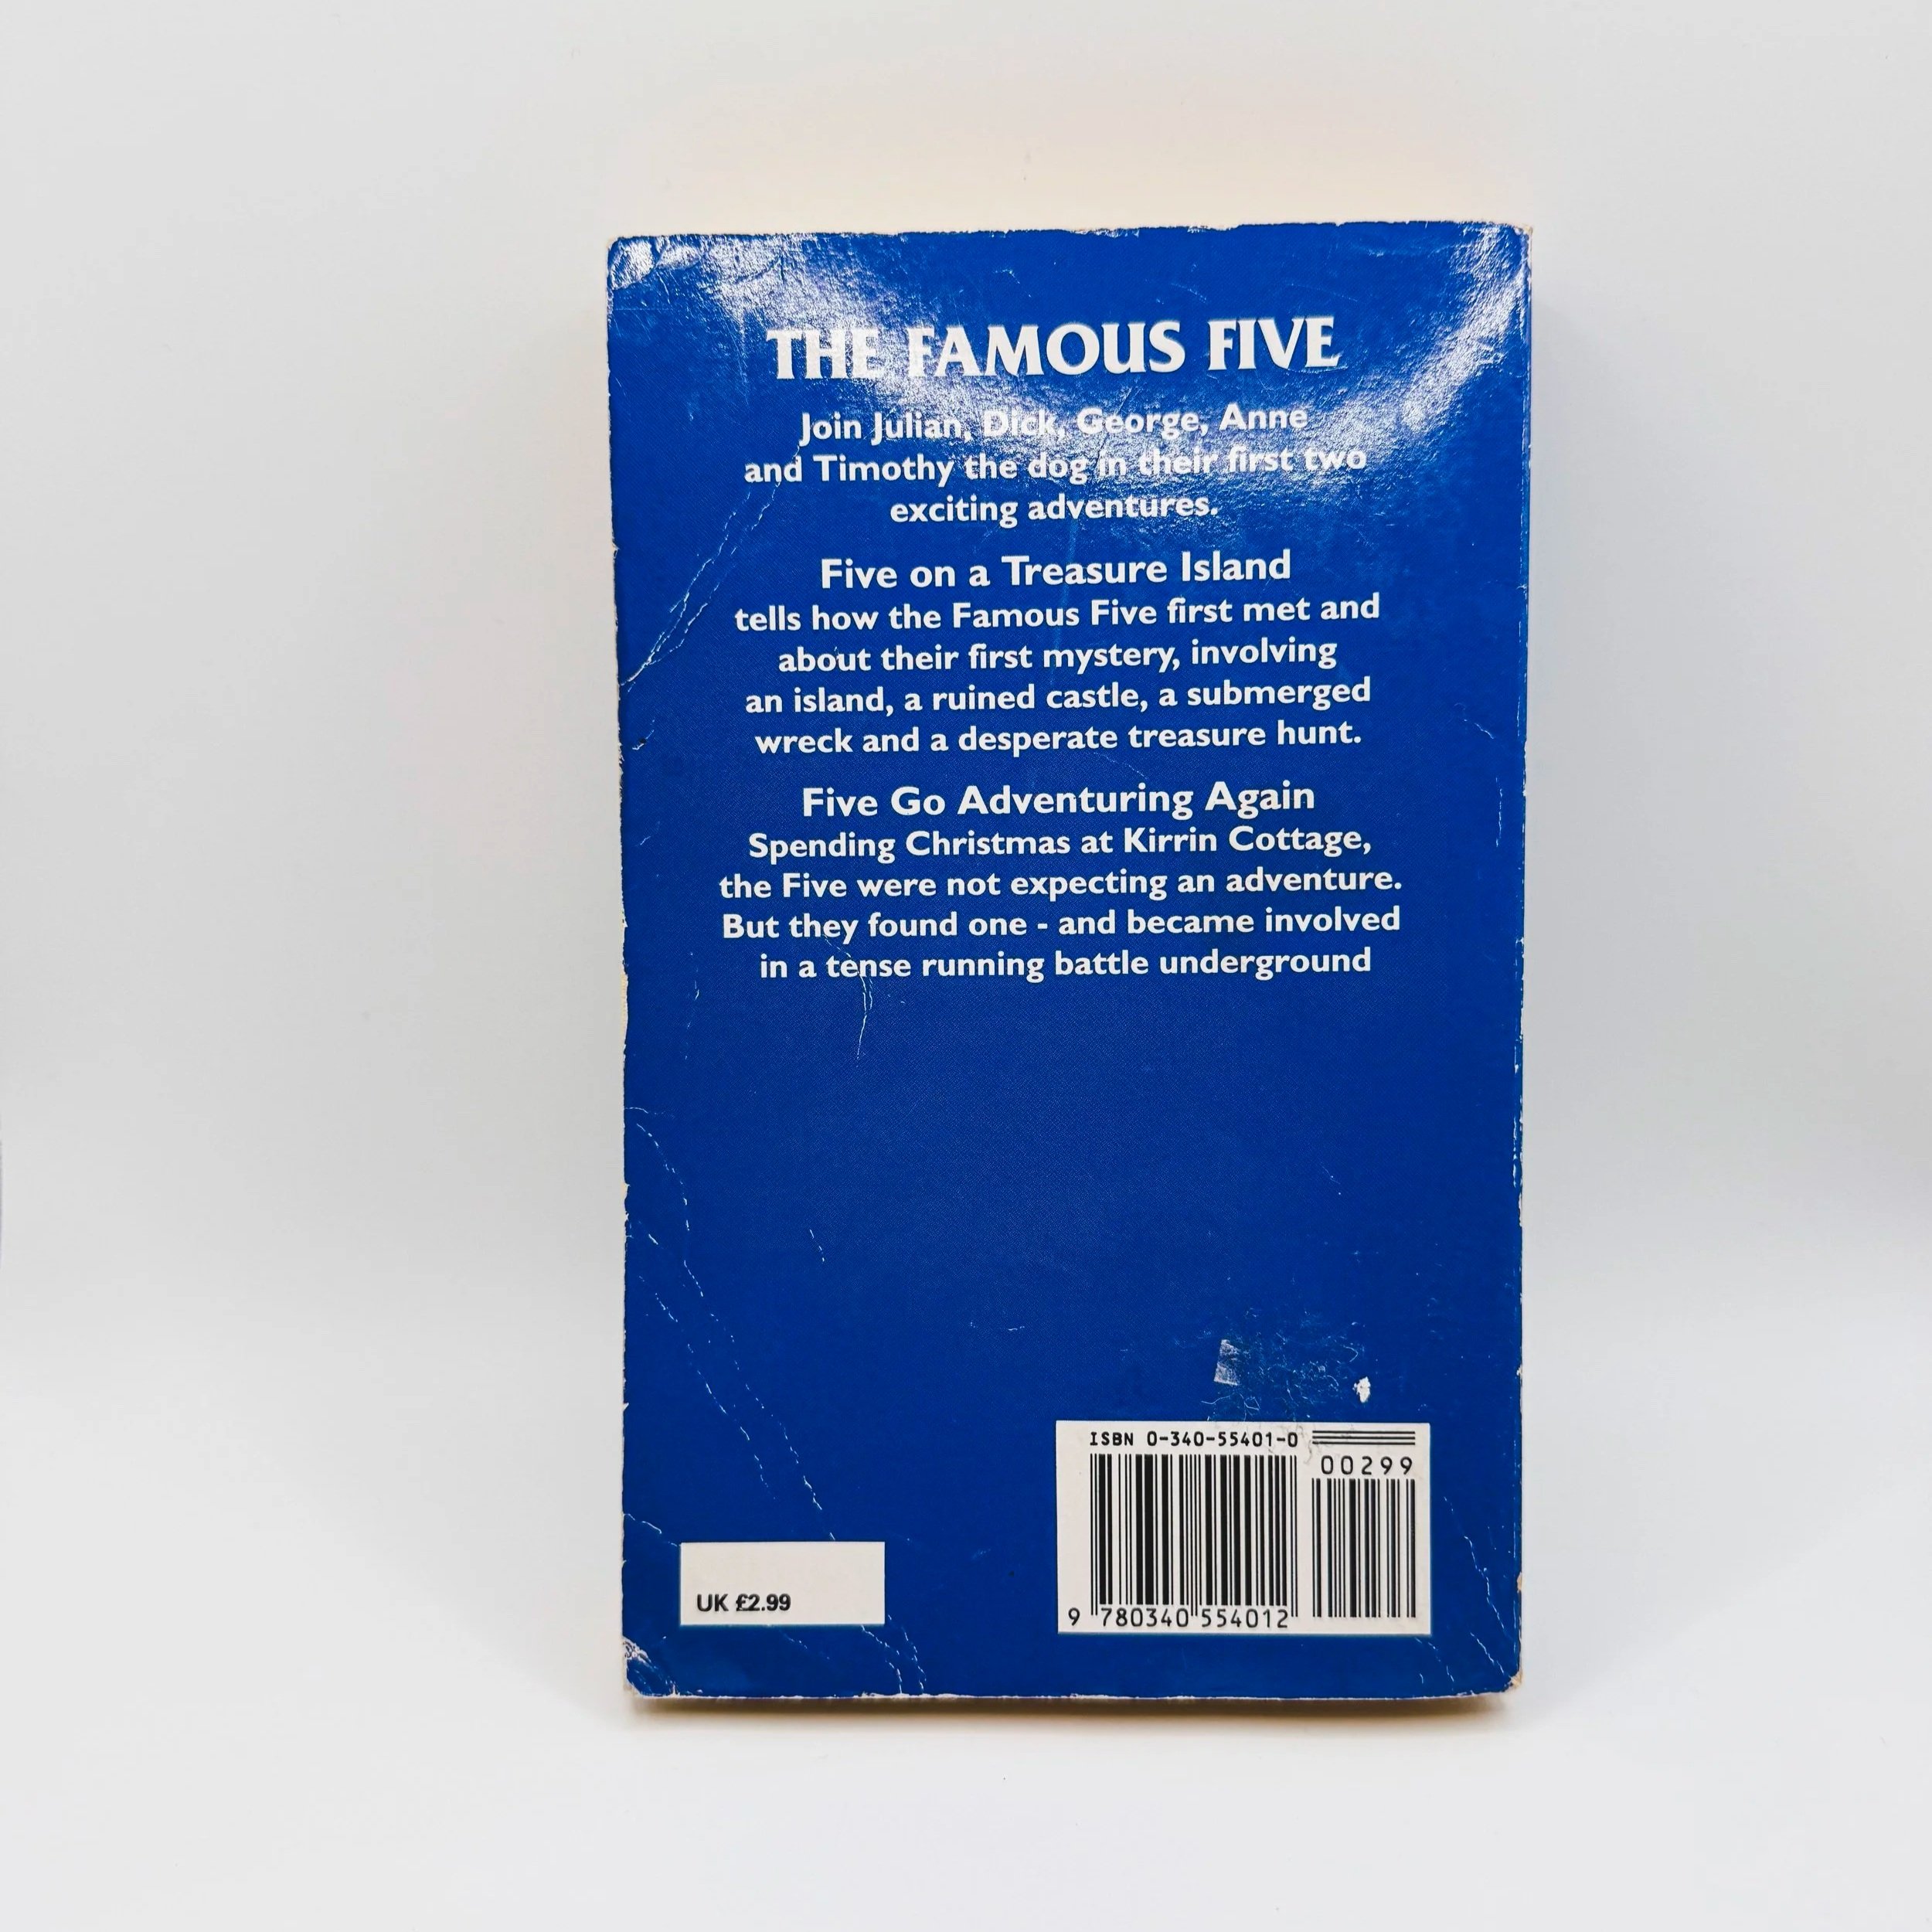 THE FAMOUS FIVE
Join Julian, Dick, George, Anne
and Timothy the dog in their first two
exciting adventures.
Five on a Treasure Island
tells how the Famous Five first met and
about their first mystery, involving
an island, a ruined castle, a submerged
wreck and a desperate treasure hunt.
Five Go Adventuring Again
Spending Christmas at Kirrin Cottage,
the Five were not expecting an adventure.
But they found one - and became involved
in a tense running battle underground
ISBN 0-340-55401-0
00299
9 780340 554012
UK £2.99